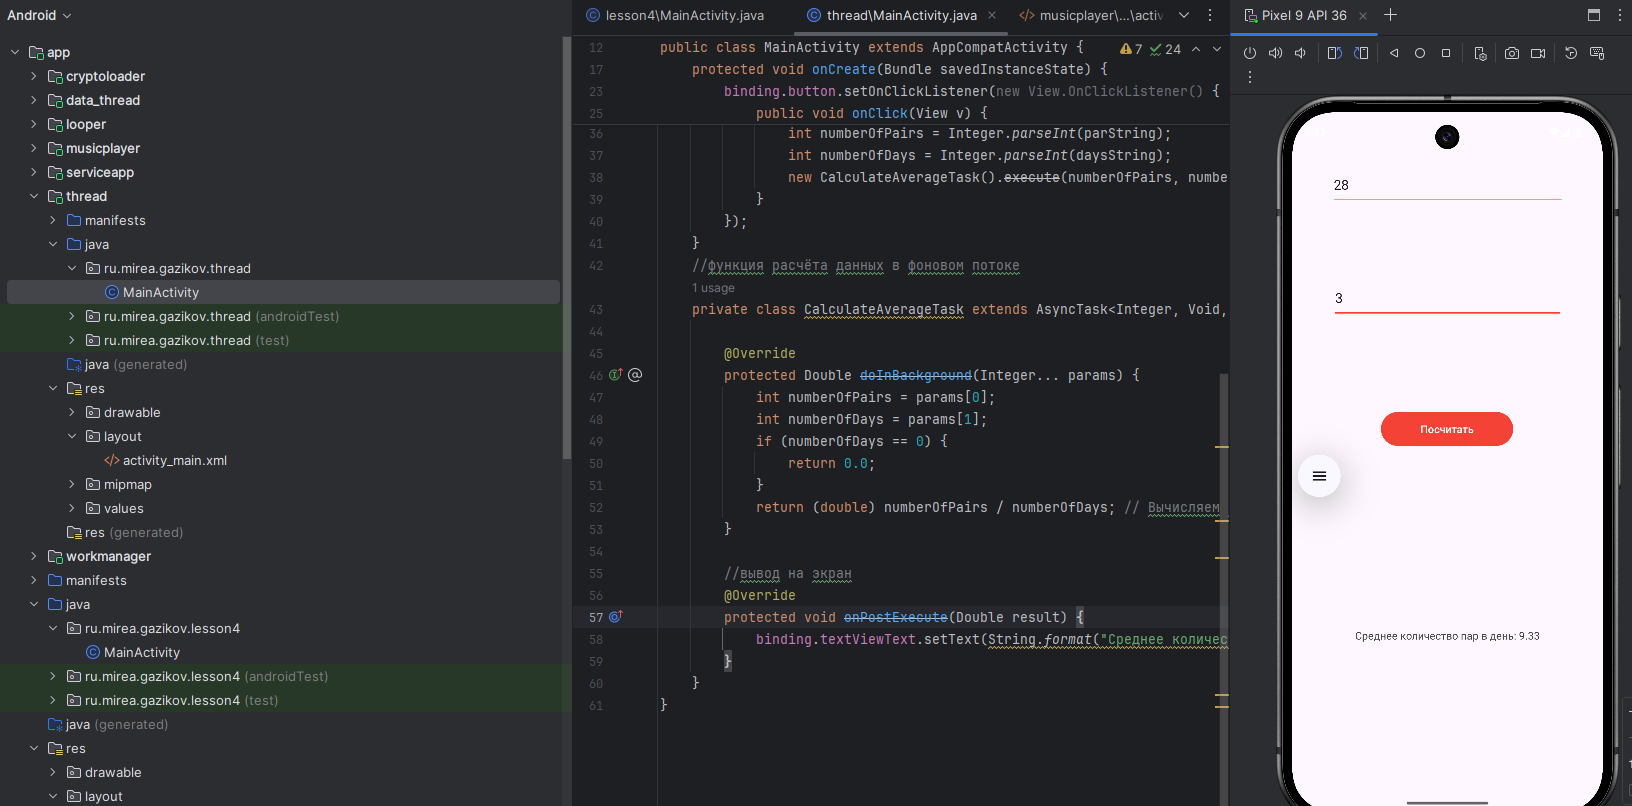 Android
app
cryptoloader
data_thread
looper
musicplayer
serviceapp
thread
manifests
java
ru.mirea.gazikov.thread
MainActivity
ru.mirea.gazikov.thread (androidTest)
ru.mirea.gazikov.thread (test)
java (generated)
res
drawable
layout
</> activity_main.xml
mipmap
values
res (generated)
workmanager
manifests
java
ru.mirea.gazikov.lesson4
MainActivity
ru.mirea.gazikov.lesson4 (androidTest)
ru.mirea.gazikov.lesson4 (test)
java (generated)
res
drawable
layout
lesson4\MainActivity.java
thread\MainActivity.java
</> musicplayer\...\activ
7 24
12 public class MainActivity extends AppCompatActivity {
17 protected void onCreate(Bundle savedInstanceState) {
23 binding.button.setOnClickListener(new View.OnClickListener() {
25 public void onClick(View v) {
36 int numberOfPairs = Integer.parseInt(parString);
37 int numberOfDays = Integer.parseInt(daysString);
38 new CalculateAverageTask().execute(numberOfPairs, numbe
39 }
40 });
41 }
42 //функция расчёта данных в фоновом потоке
1 usage
43 private class CalculateAverageTask extends AsyncTask<Integer, Void,
44
45 @Override
46 protected Double doInBackground(Integer... params) {
47 int numberOfPairs = params[0];
48 int numberOfDays = params[1];
49 if (numberOfDays == 0) {
50 return 0.0;
51 }
52 return (double) numberOfPairs / numberOfDays; // Вычисляем
53 }
54
55 //вывод на экран
56 @Override
57 protected void onPostExecute(Double result) {
58 binding.textViewText.setText(String.format("Среднее количес
59 }
60 }
61 }
Pixel 9 API 36
28
3
Посчитать
Среднее количество пар в день: 9.33